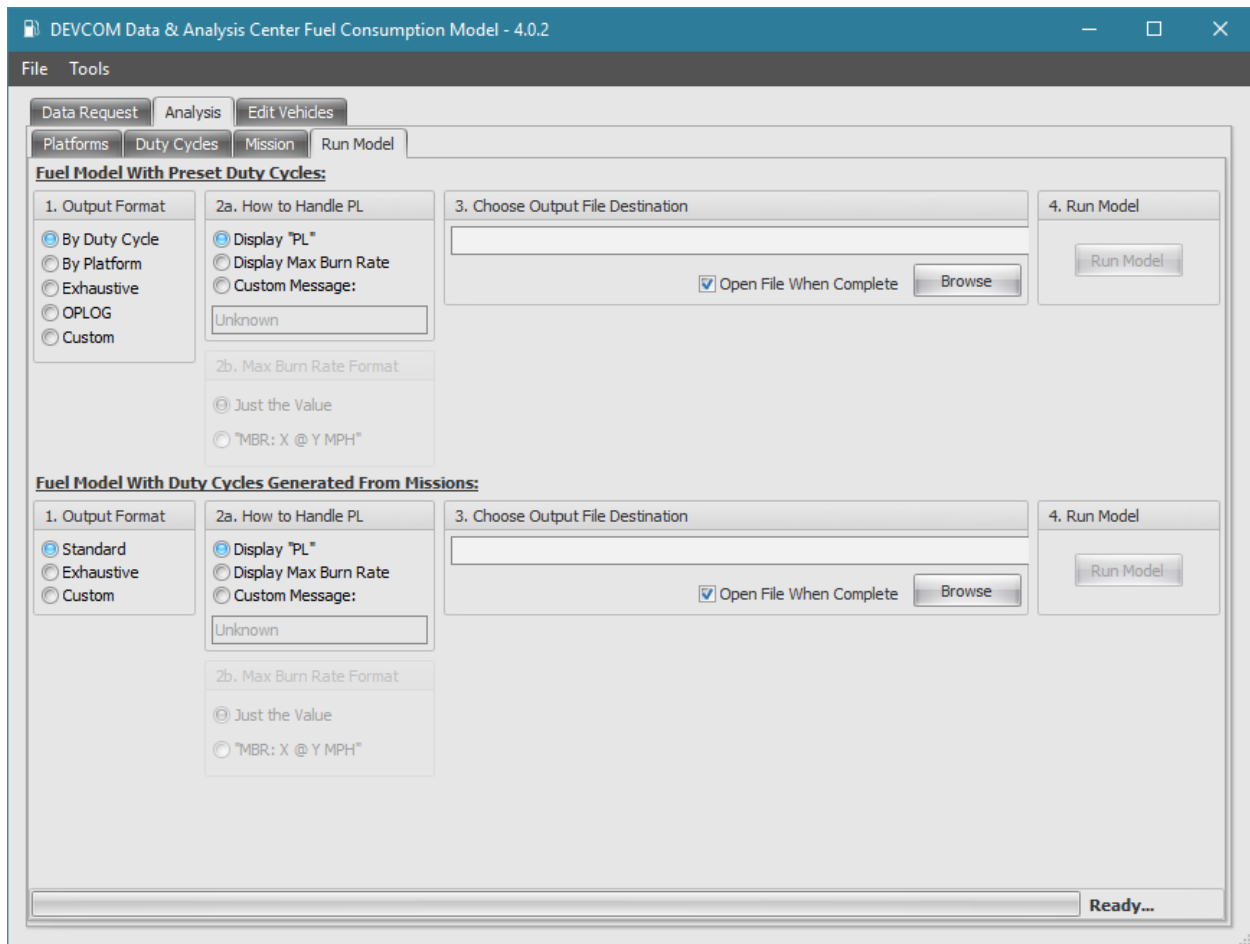 DEVCOM Data & Analysis Center Fuel Consumption Model - 4.0.2
File Tools
Data Request Analysis Edit Vehicles
Platforms Duty Cycles Mission Run Model
Fuel Model With Preset Duty Cycles:
1. Output Format
By Duty Cycle
By Platform
Exhaustive
OPLOG
Custom
2a. How to Handle PL
Display "PL"
Display Max Burn Rate
Custom Message:
Unknown
2b. Max Burn Rate Format
Just the Value
"MBR: X @ Y MPH"
3. Choose Output File Destination
Open File When Complete
Browse
4. Run Model
Run Model
Fuel Model With Duty Cycles Generated From Missions:
1. Output Format
Standard
Exhaustive
Custom
2a. How to Handle PL
Display "PL"
Display Max Burn Rate
Custom Message:
Unknown
2b. Max Burn Rate Format
Just the Value
"MBR: X @ Y MPH"
3. Choose Output File Destination
Open File When Complete
Browse
4. Run Model
Run Model
Ready...